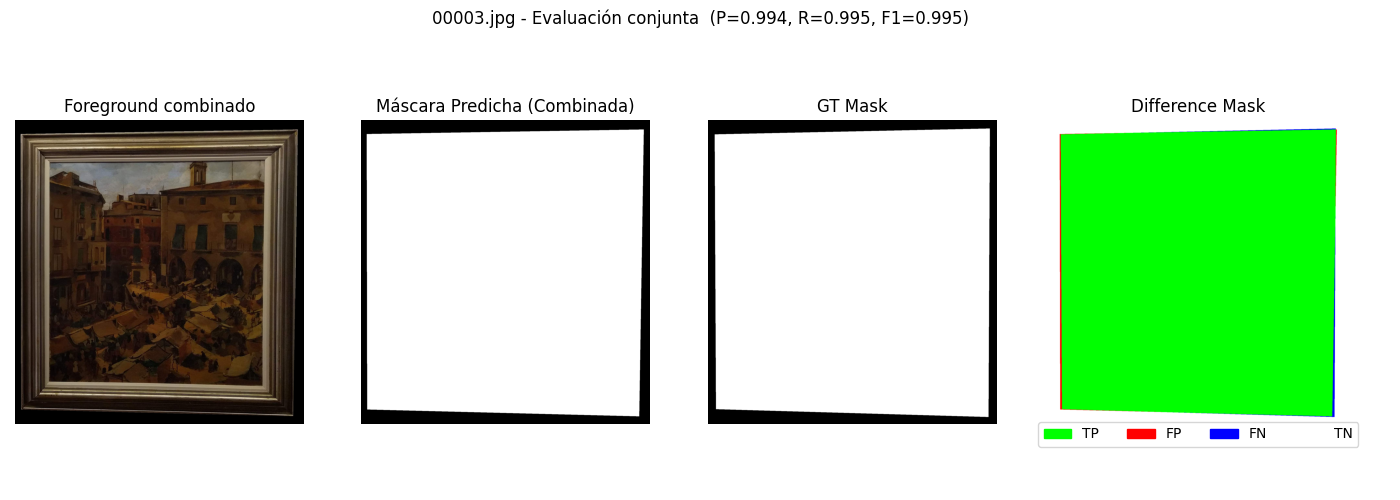 00003.jpg - Evaluación conjunta  (P=0.994, R=0.995, F1=0.995)
Foreground combinado
Máscara Predicha (Combinada)
GT Mask
Difference Mask
TP
FP
FN
TN